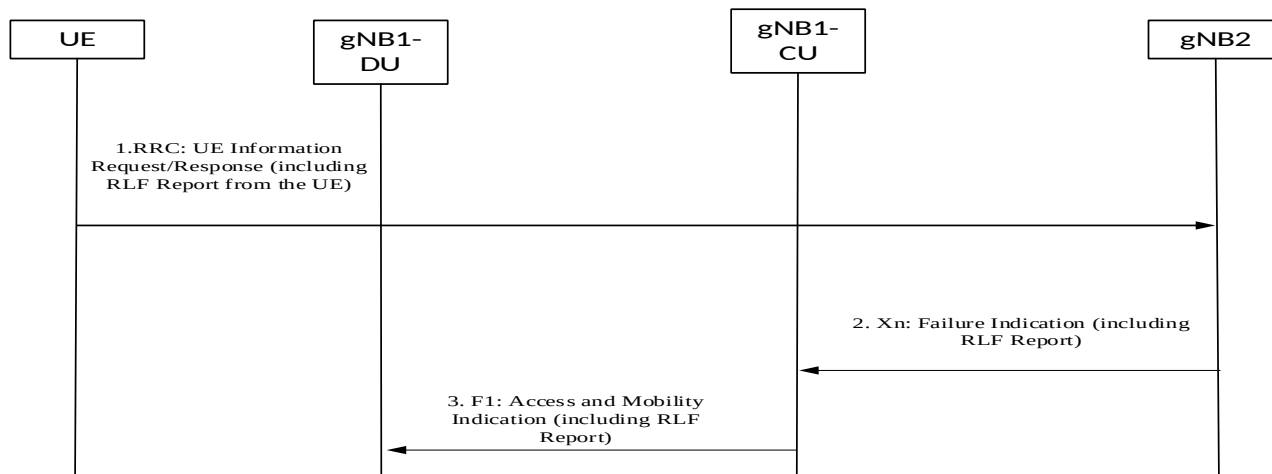 UE
gNB1-
DU
gNB1-
CU
gNB2
1.RRC: UE Information
Request/Response (including
RLF Report from the UE)
2. Xn: Failure Indication (including
RLF Report)
3. F1: Access and Mobility
Indication (including RLF
Report)